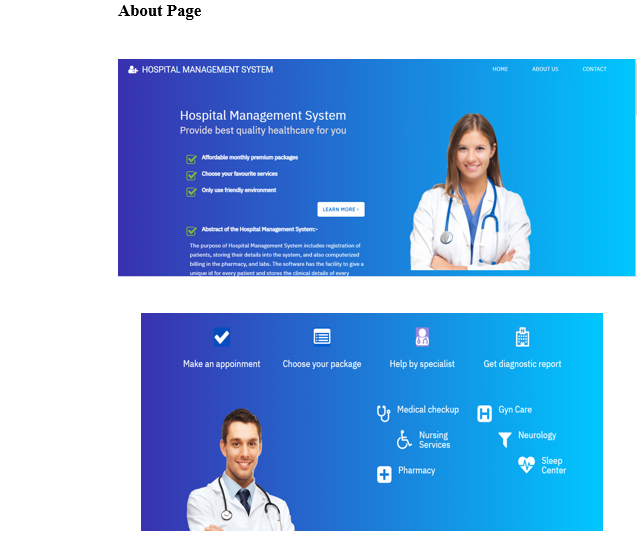 About Page
HOSPITAL MANAGEMENT SYSTEM
HOME ABOUT US CONTACT
Hospital Management System
Provide best quality healthcare for you
Affordable monthly premium packages
Choose your favourite services
Only use friendly environment
LEARN MORE ›
Abstract of the Hospital Management System:-
The purpose of Hospital Management System includes registration of
patients, storing their details into the system, and also computerized
billing in the pharmacy, and labs. The software has the facility to give a
unique id for every patient and stores the clinical details of every
Make an appoinment
Choose your package
Help by specialist
Get diagnostic report
Medical checkup
Gyn Care
Nursing
Services
Neurology
Pharmacy
Sleep
Center